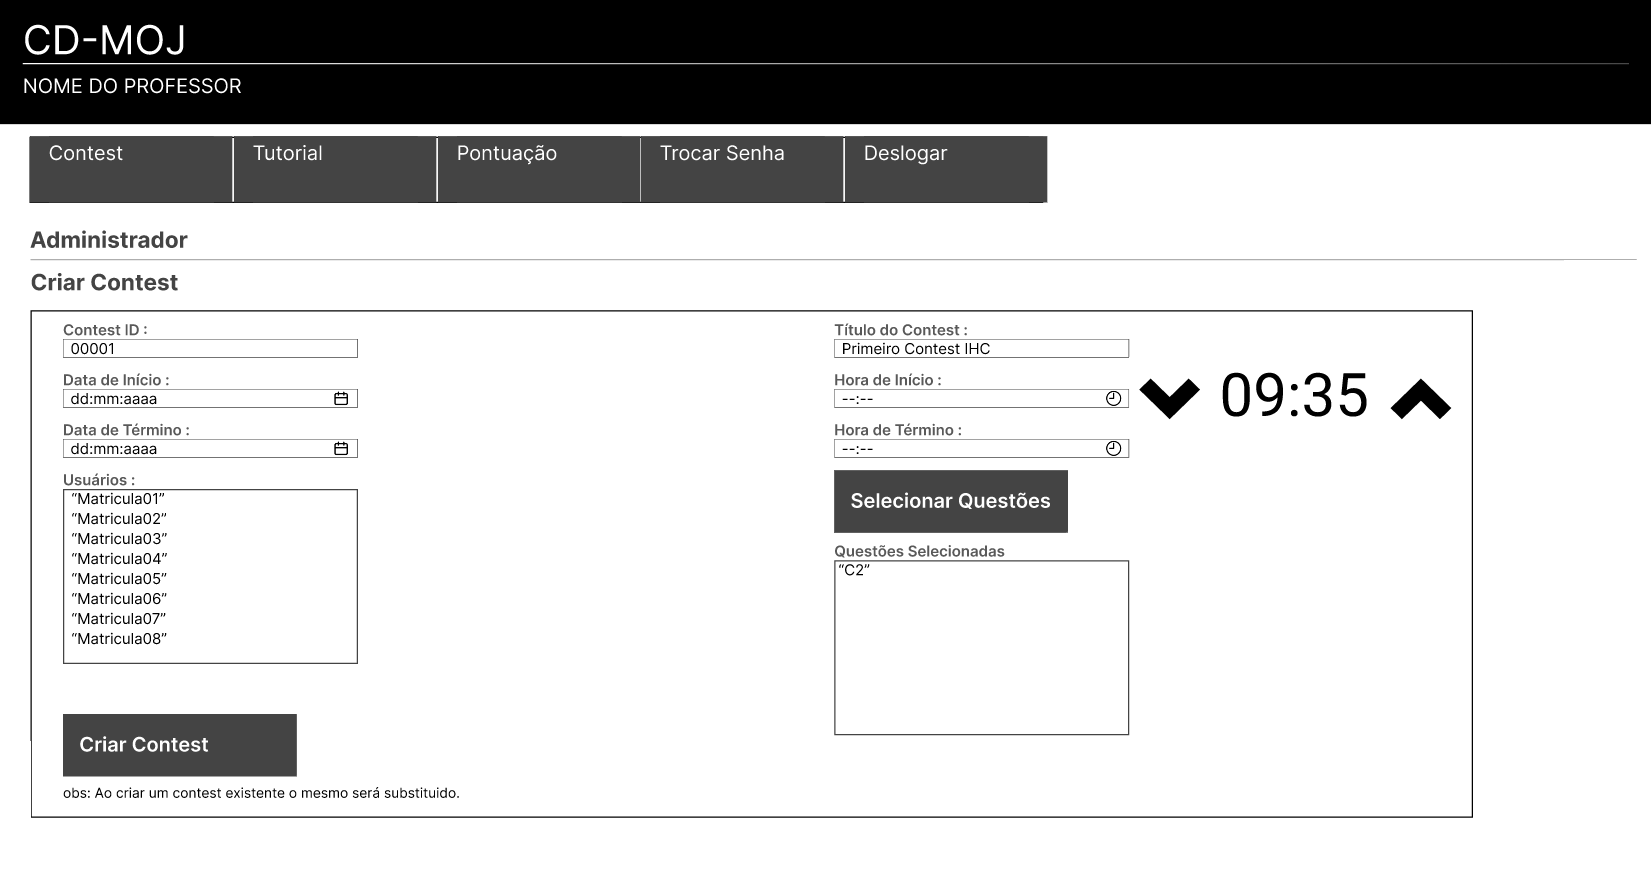 CD-MOJ
NOME DO PROFESSOR
Contest
Tutorial
Pontuação
Trocar Senha
Deslogar
Administrador
Criar Contest
Contest ID :
00001
Título do Contest :
Primeiro Contest IHC
Data de Início :
dd:mm:aaaa
Hora de Início :
--:--
09:35
Data de Término :
dd:mm:aaaa
Hora de Término :
--:--
Usuários :
“Matricula01”
“Matricula02”
“Matricula03”
“Matricula04”
“Matricula05”
“Matricula06”
“Matricula07”
“Matricula08”
Selecionar Questões
Questões Selecionadas
“C2”
Criar Contest
obs: Ao criar um contest existente o mesmo será substituido.